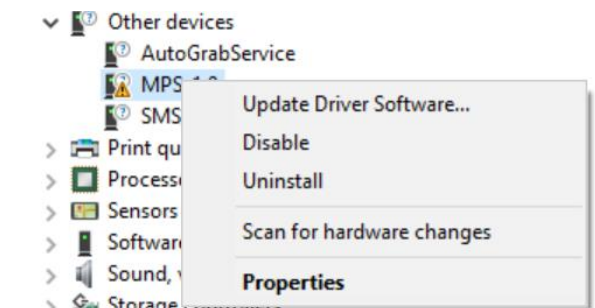 Other devices
AutoGrabService
MPS
SMS
Print qu
Process
Sensors
Software
Sound,
Storage
Update Driver Software...
Disable
Uninstall
Scan for hardware changes
Properties